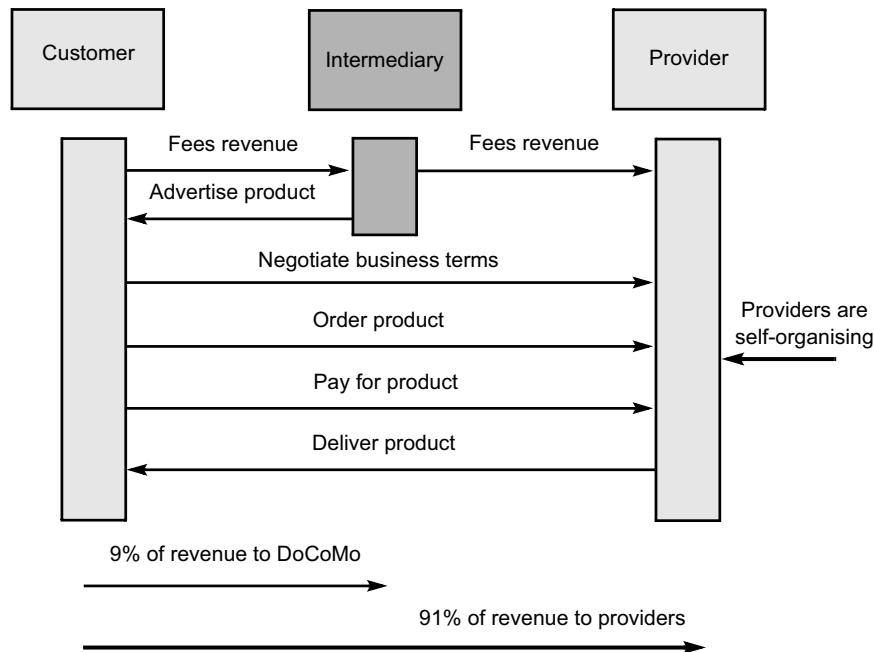 Customer
Intermediary
Provider
Fees revenue
Fees revenue
Advertise product
Negotiate business terms
Order product
Providers are
self-organising
Pay for product
Deliver product
9% of revenue to DoCoMo
91% of revenue to providers